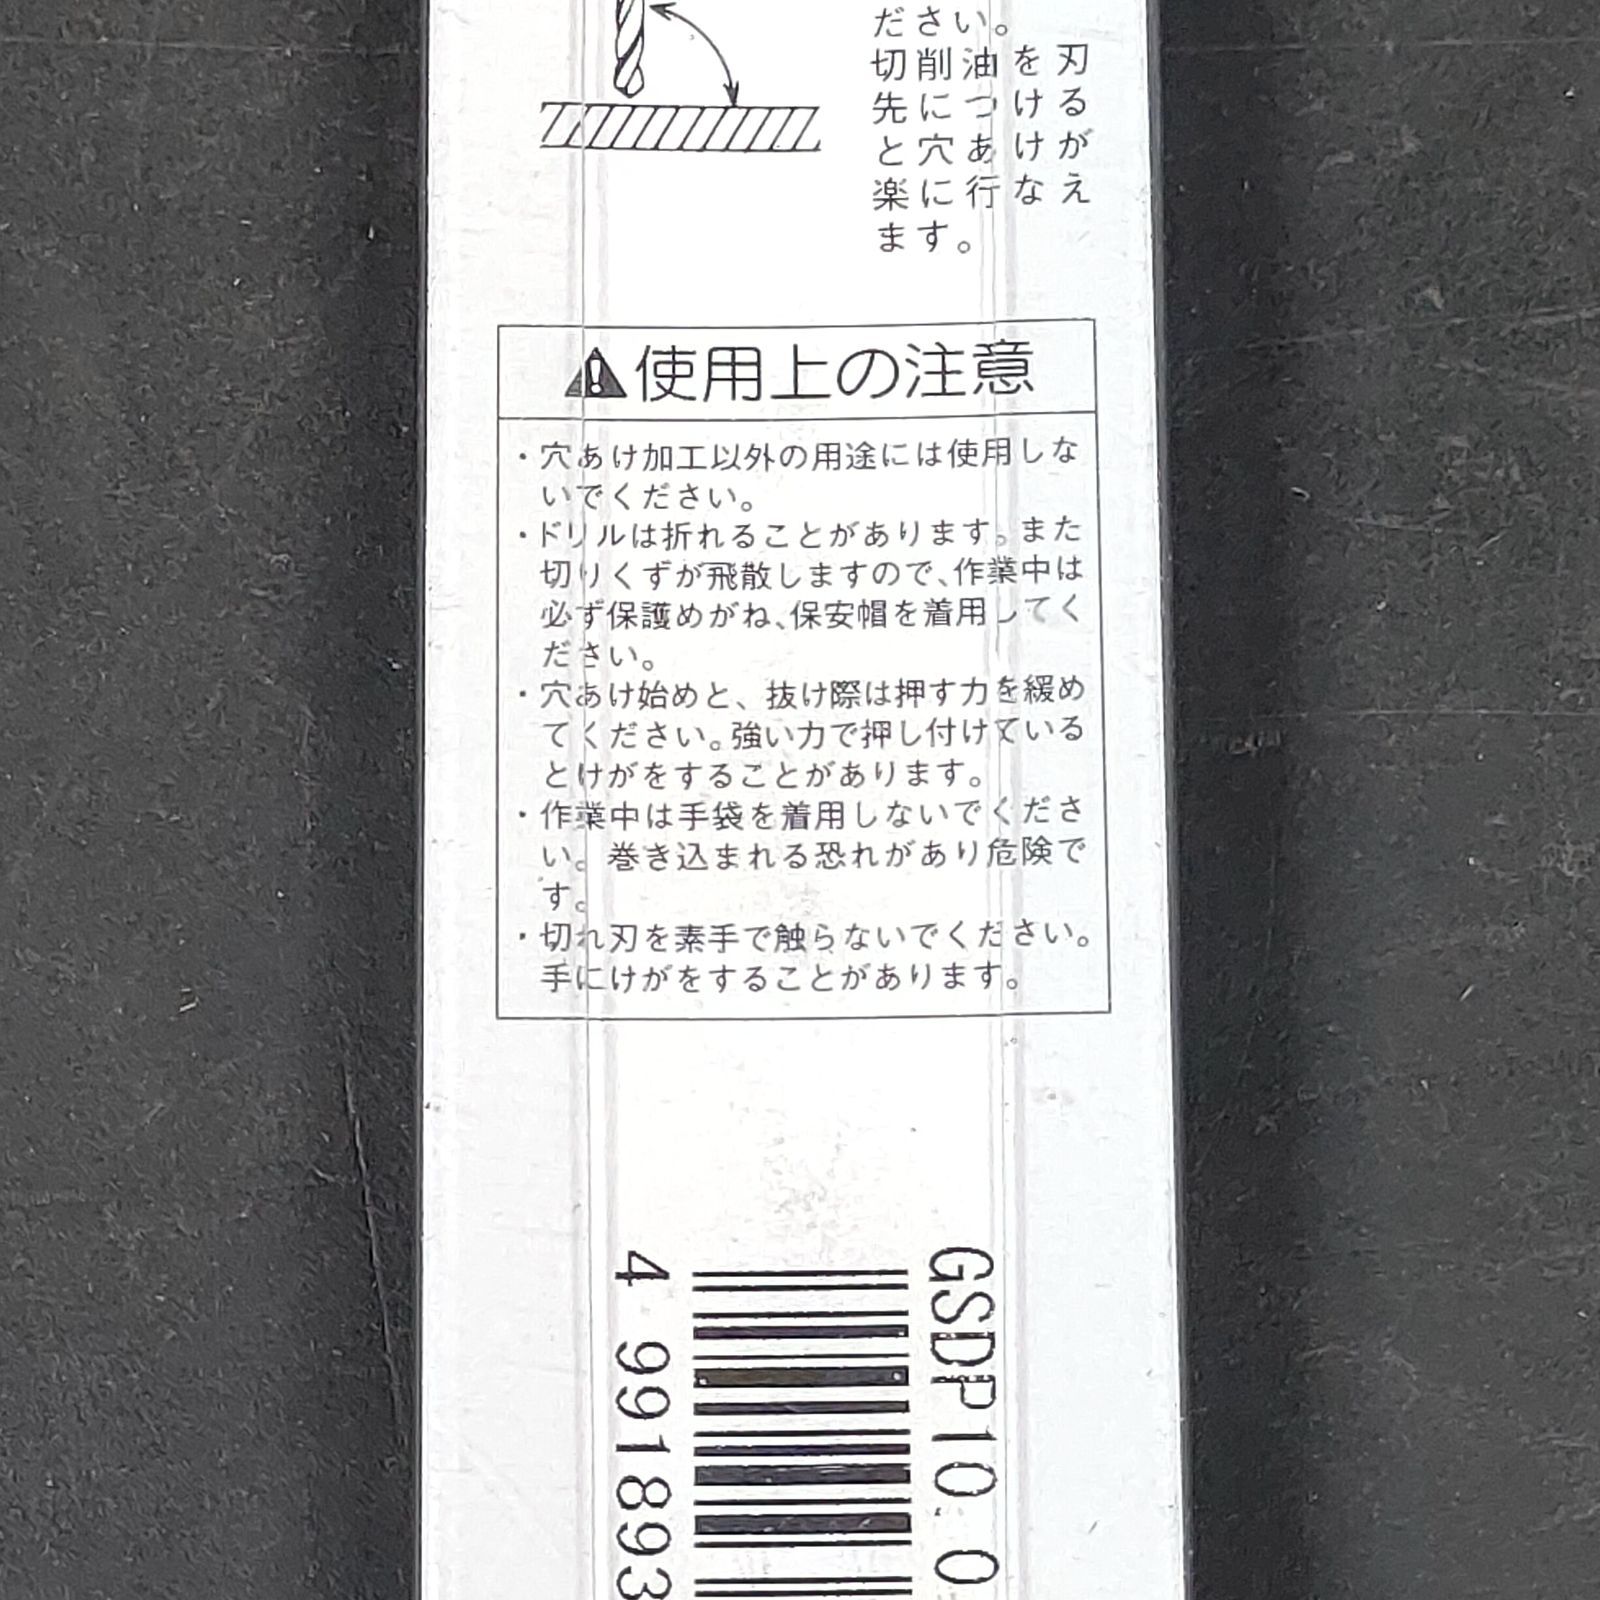 ださい。
切削油を刃
先につける
と穴あけが
楽に行なえ
ます。
使用上の注意
・穴あけ加工以外の用途には使用しな
いでください。
・ドリルは折れることがあります。また
切りくずが飛散しますので、作業中は
必ず保護めがね、保安帽を着用してく
ださい。
・穴あけ始めと、抜け際は押す力を緩め
てください。強い力で押し付けていると
けがをすることがあります。
・作業中は手袋を着用しないでくださ
い。巻き込まれる恐れがあり危険で
す。
・切れ刃を素手で触らないでください。
手にけがをすることがあります。
GSDP10.0
4 991893